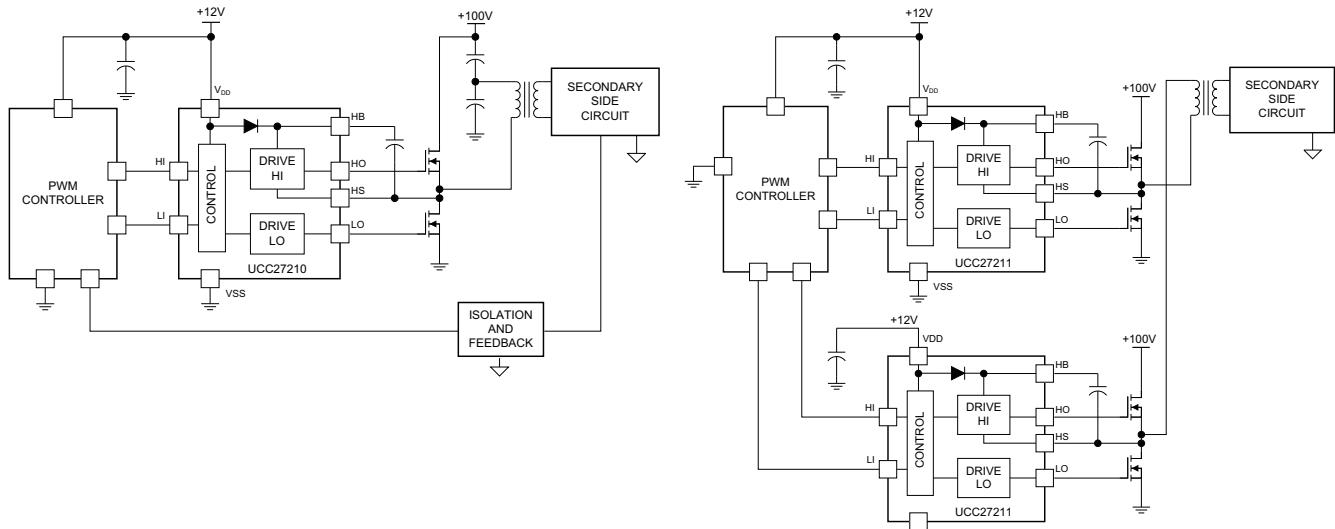 +12V
+100V
SECONDARY
SIDE
CIRCUIT
V_DD
HB
PWM
CONTROLLER
HI
LI
CONTROL
DRIVE
HI
HO
HS
DRIVE
LO
LO
UCC27210
VSS
ISOLATION
AND
FEEDBACK
+12V
V_DD
+100V
SECONDARY
SIDE
CIRCUIT
HB
PWM
CONTROLLER
HI
LI
CONTROL
DRIVE
HI
HO
HS
DRIVE
LO
LO
UCC27211
VSS
+12V
VDD
+100V
HB
HI
LI
CONTROL
DRIVE
HI
HO
HS
DRIVE
LO
LO
UCC27211